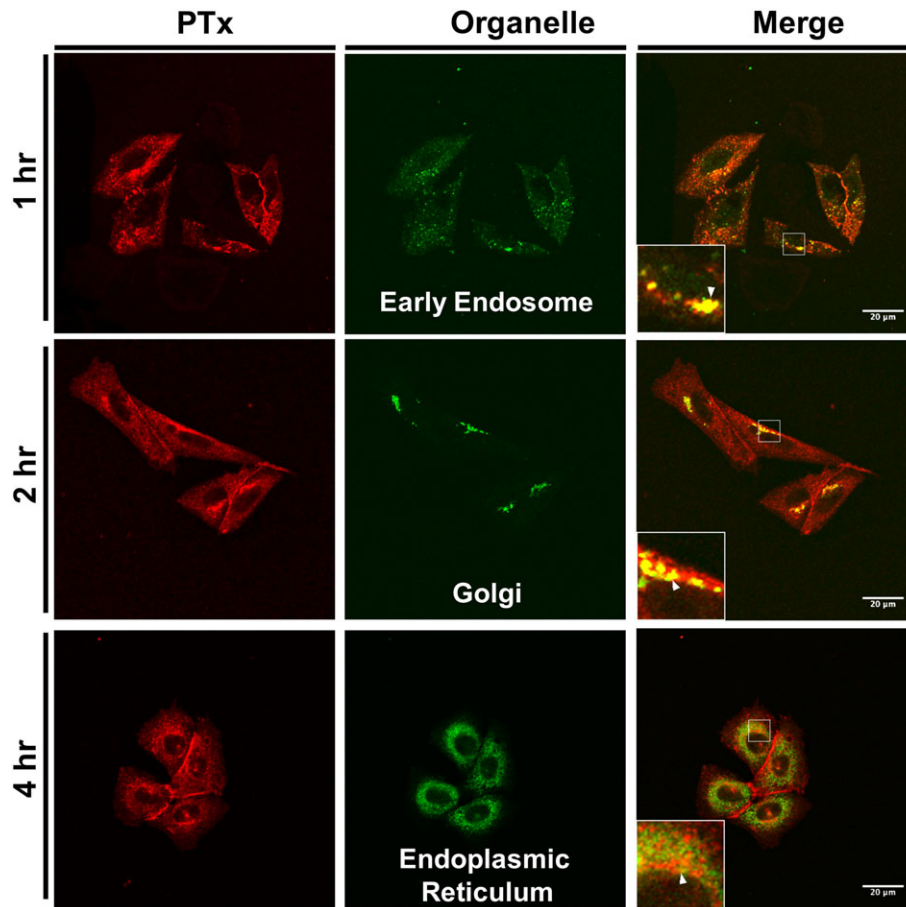 PTx Organelle Merge
1 hr
Early Endosome
20 µm
2 hr
Golgi
20 µm
4 hr
Endoplasmic
Reticulum
20 µm